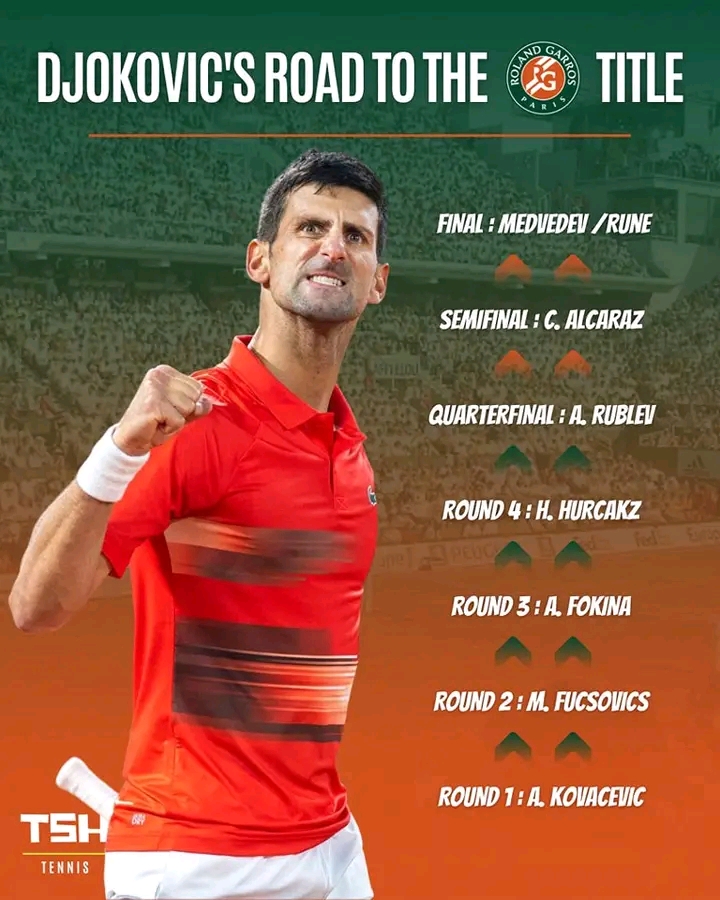 DJOKOVIC'S ROAD TO THE ROLAND GARROS RG PARIS TITLE
FINAL : MEDVEDEV /RUNE
SEMIFINAL : C. ALCARAZ
QUARTERFINAL : A. RUBLEV
ROUND 4 : H. HURCAKZ
ROUND 3 : A. FOKINA
ROUND 2 : M. FUCSOVICS
ROUND 1 : A. KOVACEVIC
TSH
TENNIS